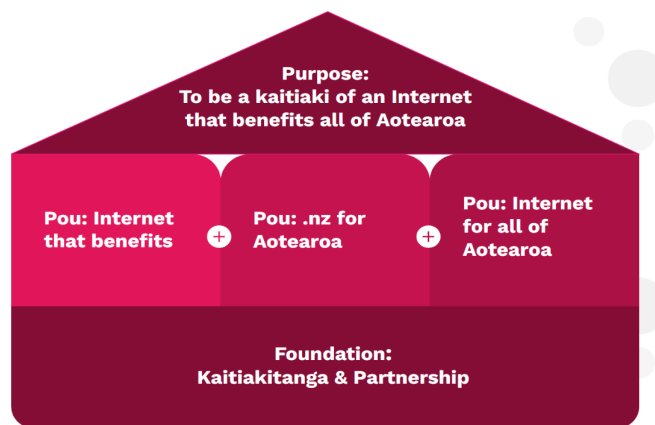 Purpose:
To be a kaitiaki of an Internet
that benefits all of Aotearoa
Pou: Internet
that benefits
+
Pou: .nz for
Aotearoa
+
Pou: Internet
for all of
Aotearoa
Foundation:
Kaitiakitanga & Partnership